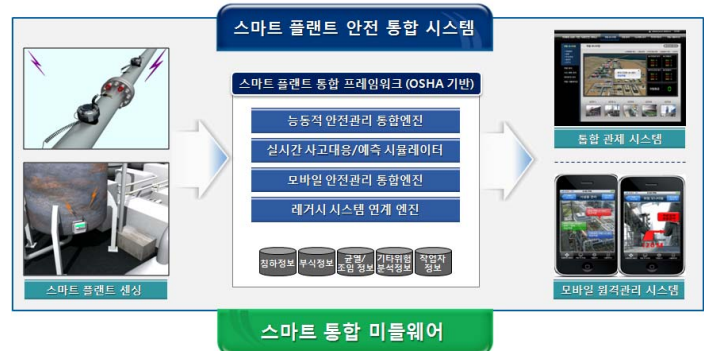 스마트 플랜트 안전 통합 시스템
스마트 플랜트 통합 프레임워크 (OSHA 기반)
능동적 안전관리 통합엔진
실시간 사고대응/예측 시뮬레이터
모바일 안전관리 통합엔진
레거시 시스템 연계 엔진
침하정보
부식정보
균열/
조임 정보
기타위험
분석정보
작업자
정보
스마트 플랜트 센싱
통합 관제 시스템
모바일 원격관리 시스템
스마트 통합 미들웨어